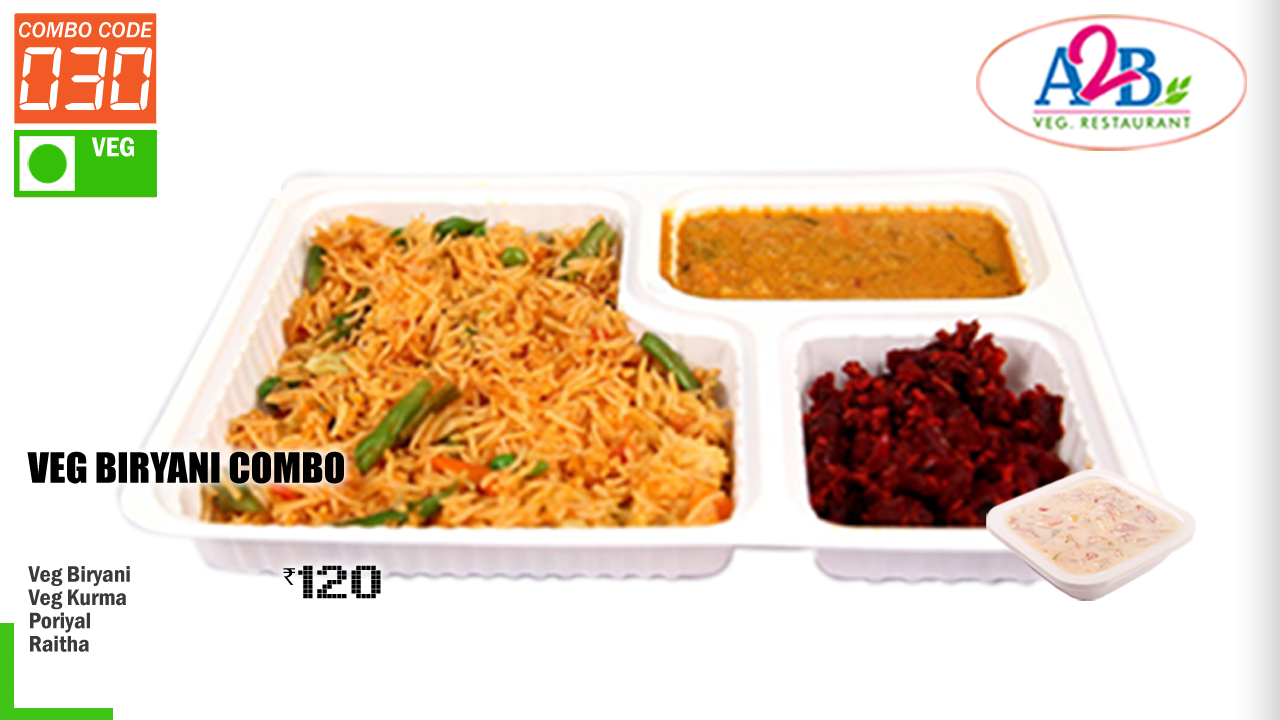 COMBO CODE
030
VEG
A2B
VEG. RESTAURANT
VEG BIRYANI COMBO
Veg Biryani
Veg Kurma
Poriyal
Raitha
₹120